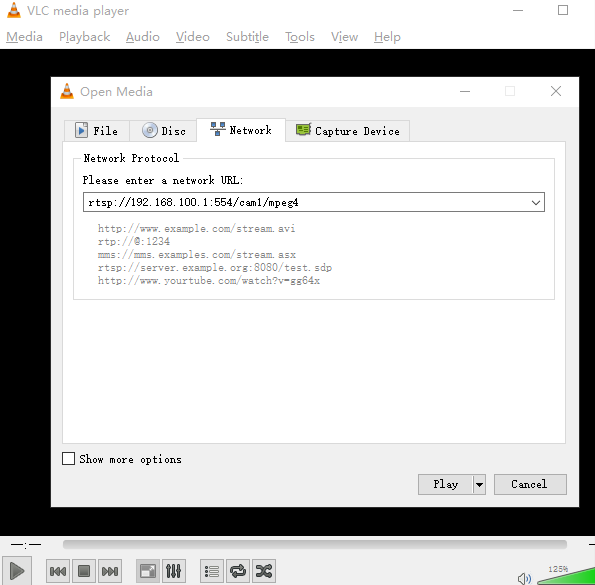 VLC media player
Media Playback Audio Video Subtitle Tools View Help
Open Media
File Disc Network Capture Device
Network Protocol
Please enter a network URL:
rtsp://192.168.100.1:554/cam1/mpeg4
http://www.example.com/stream.avi
rtp://@:1234
mms://mms.examples.com/stream.asx
rtsp://server.example.org:8080/test.sdp
http://www.yourtube.com/watch?v=gg64x
Show more options
Play Cancel
--:--
125%